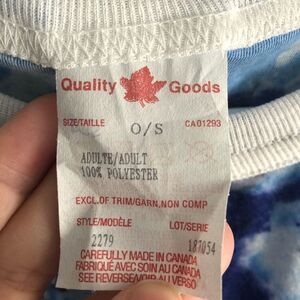 Quality Goods
SIZE/TAILLE O/S CA01293
ADULTE/ADULT
100% POLYESTER
EXCL.OF TRIM/GARN.NON COMP
STYLE/MODÈLE LOT/SERIE
2279 187054
CAREFULLY MADE IN CANADA
FABRIQUÉ AVEC SOIN AU CANADA
SEE REVERSE/VOIR AU VERSO